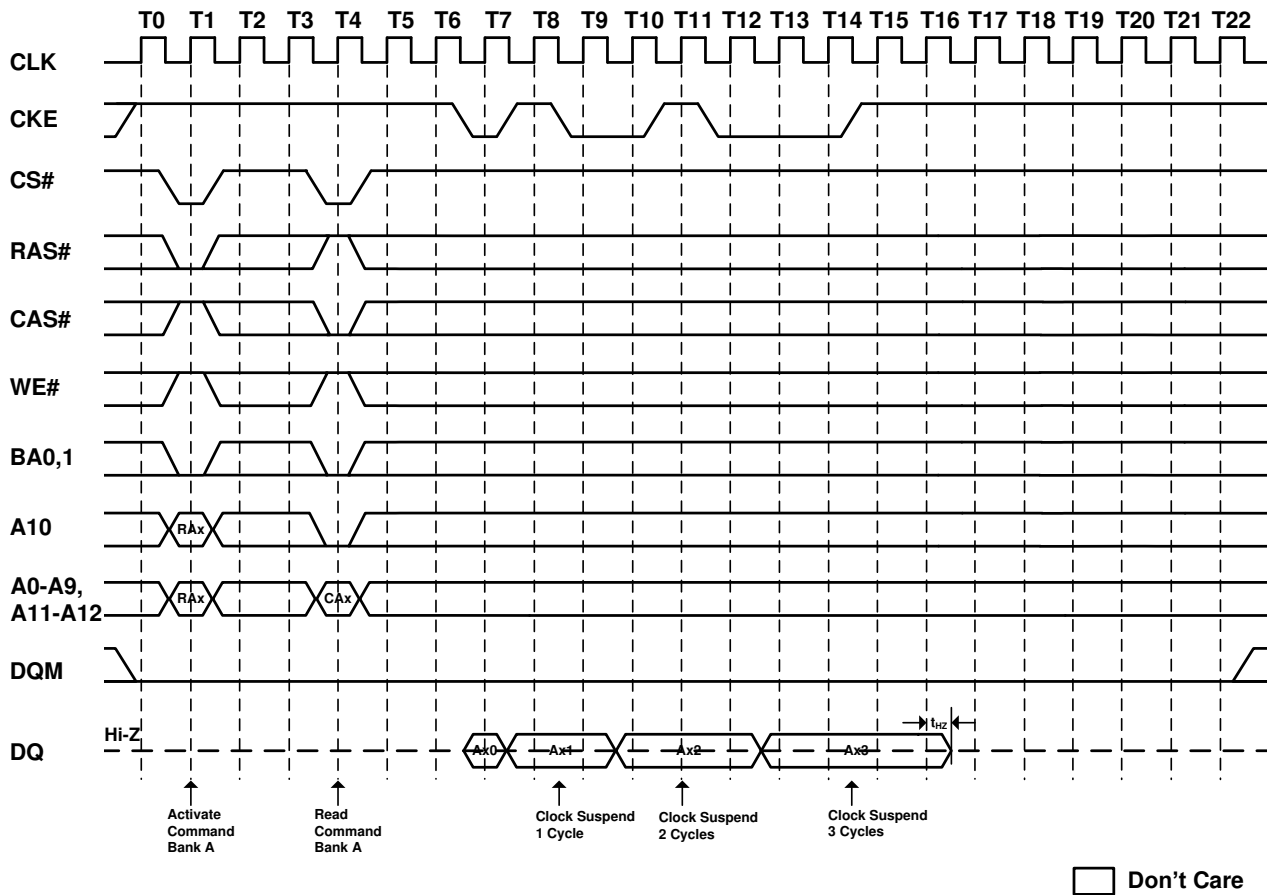 T0 T1 T2 T3 T4 T5 T6 T7 T8 T9 T10 T11 T12 T13 T14 T15 T16 T17 T18 T19 T20 T21 T22
CLK
CKE
CS#
RAS#
CAS#
WE#
BA0,1
A10
RAx
A0-A9,
A11-A12
RAx CAx
DQM
tHZ
Hi-Z
DQ
Ax0 Ax1 Ax2 Ax3
Activate
Command
Bank A
Read
Command
Bank A
Clock Suspend
1 Cycle
Clock Suspend
2 Cycles
Clock Suspend
3 Cycles
Don't Care